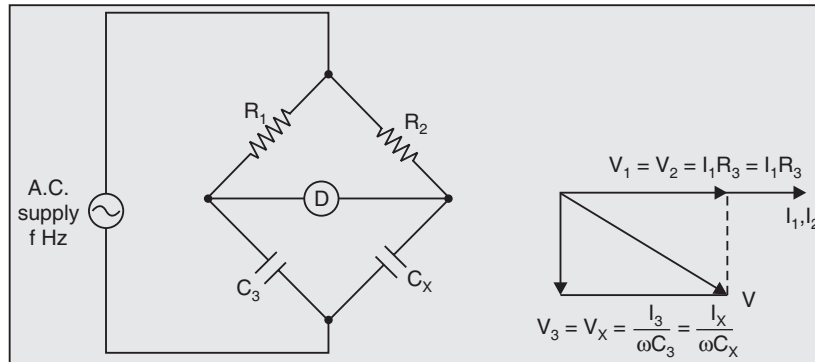 R₁
R₂
A.C.
supply
f Hz
D
C₃
Cₓ
V₁ = V₂ = I₁R₃ = I₁R₃
I₁,I₂
V
V₃ = Vₓ = I₃/ωC₃ = Iₓ/ωCₓ